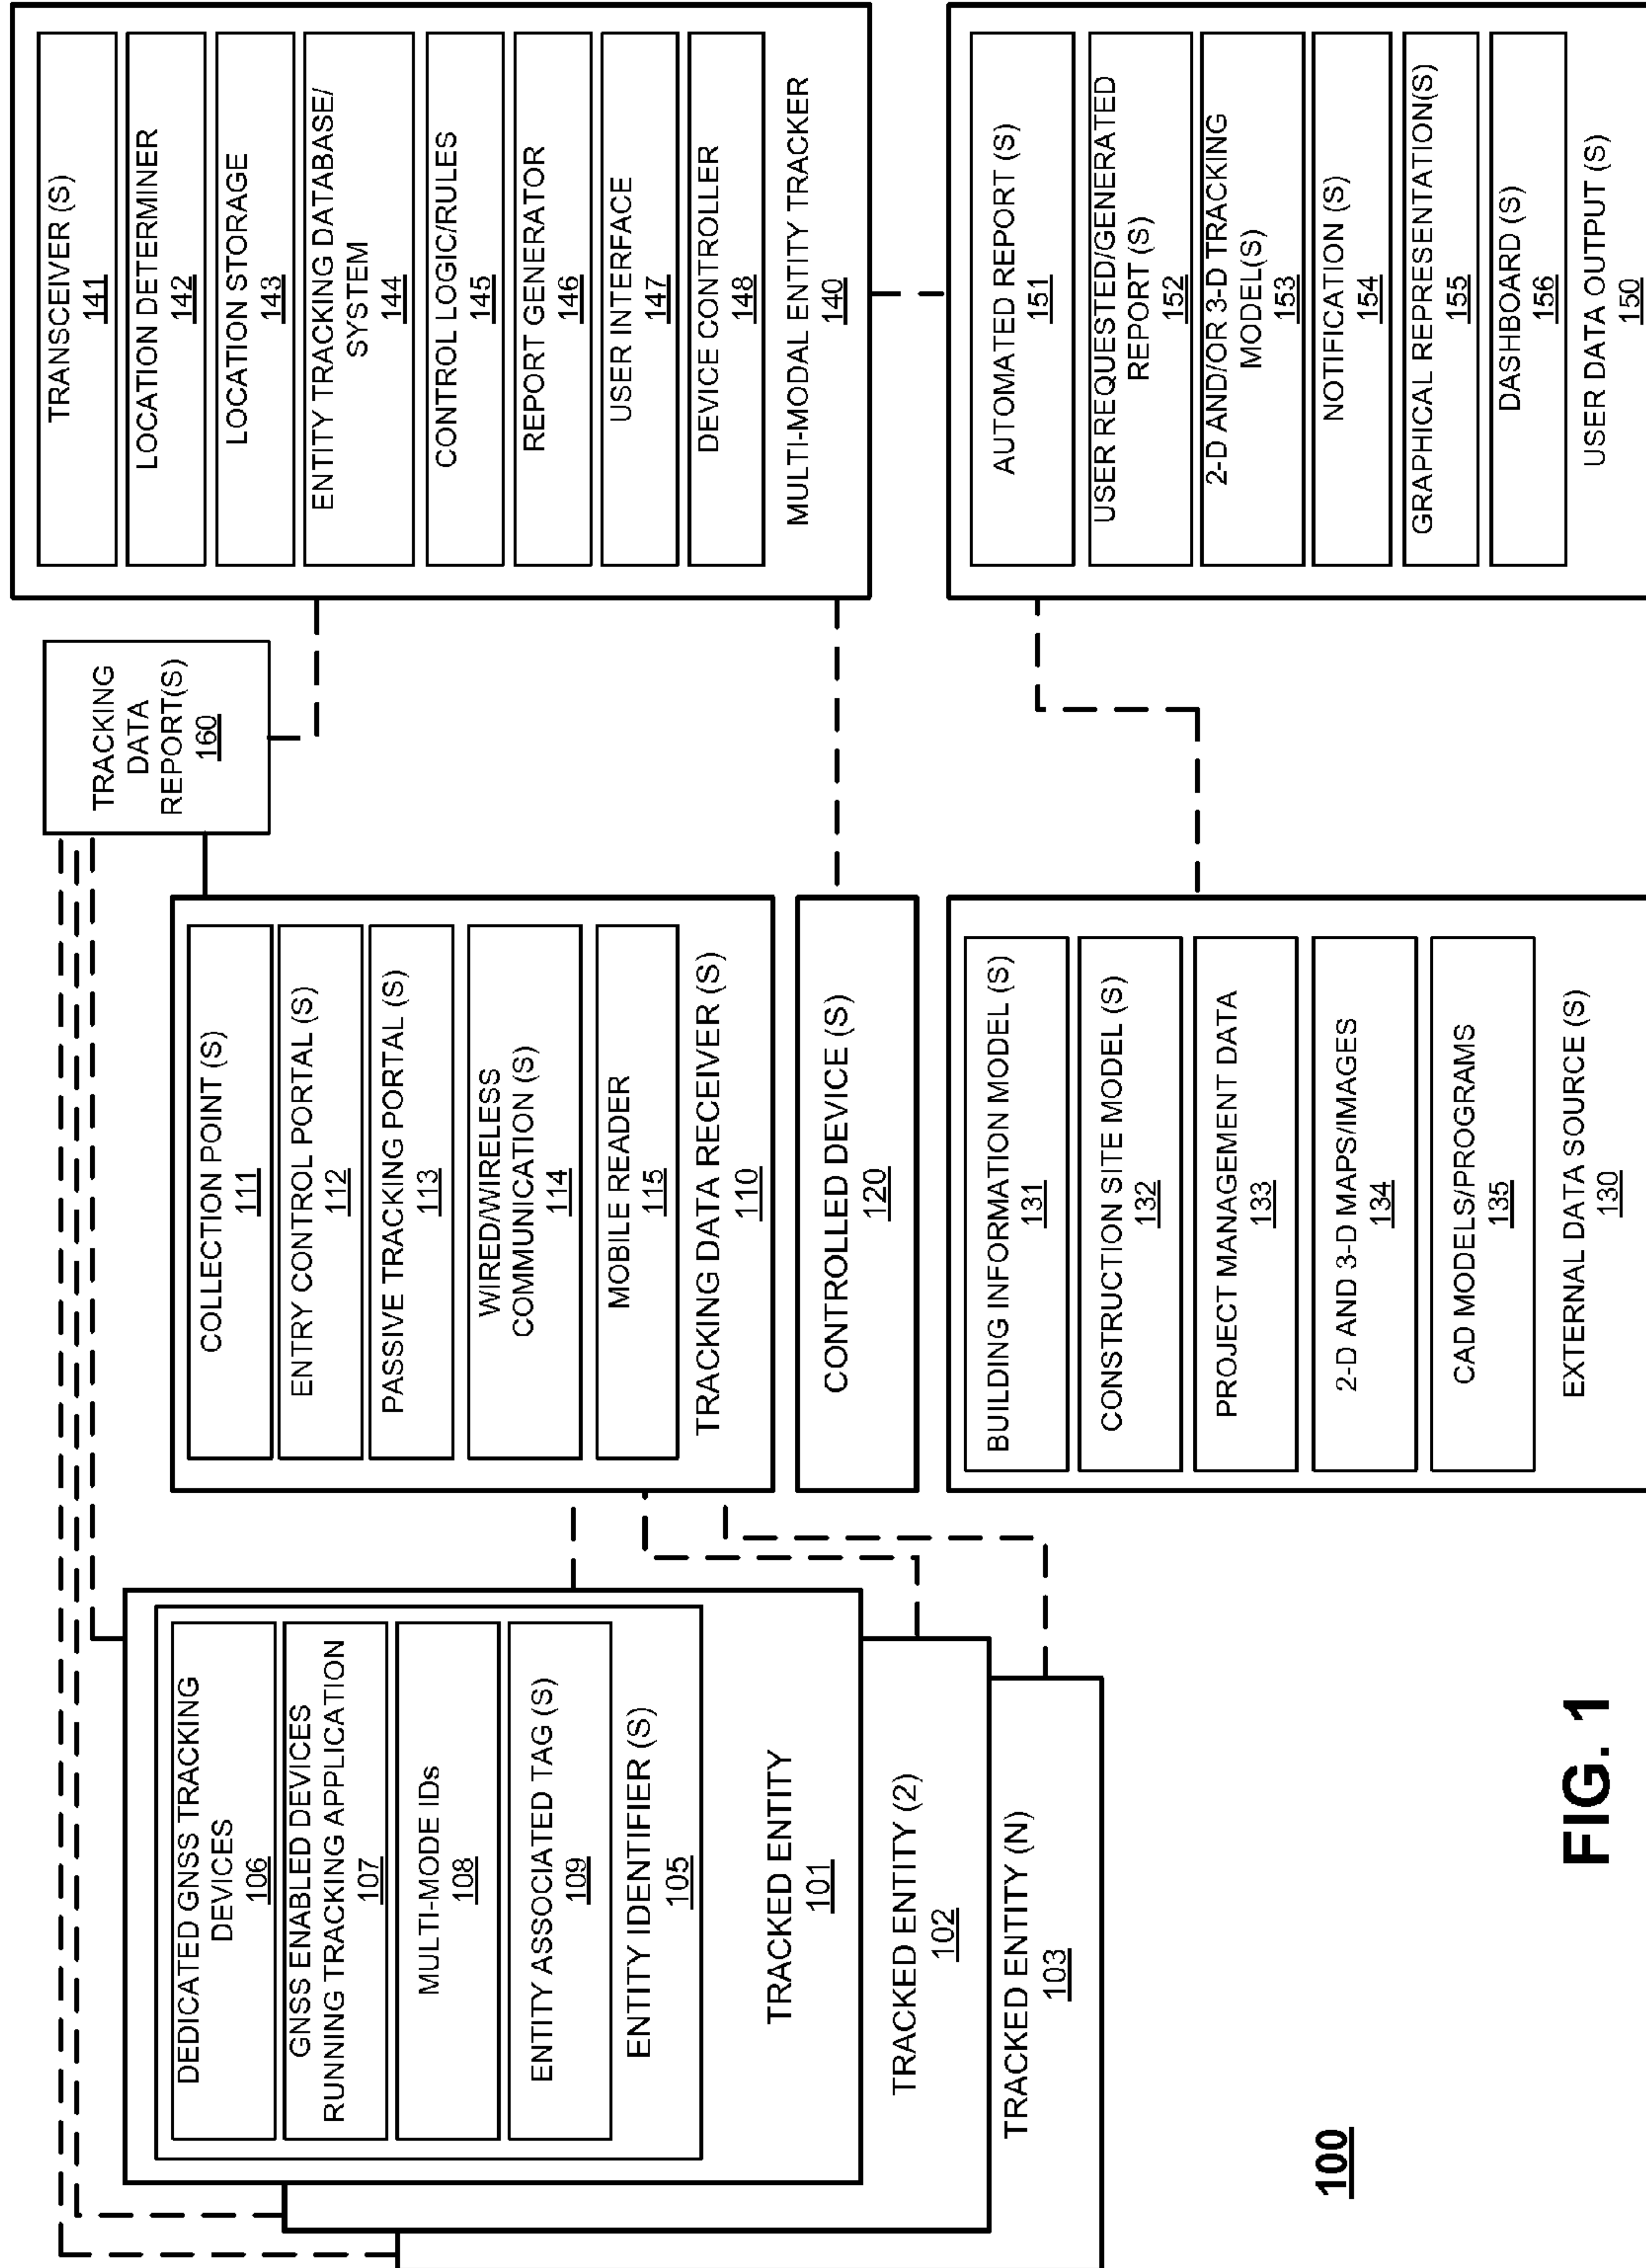 DEDICATED GNSS TRACKING
DEVICES
106
GNSS ENABLED DEVICES
RUNNING TRACKING APPLICATION
107
MULTI-MODE IDs
108
ENTITY ASSOCIATED TAG (S)
109
ENTITY IDENTIFIER (S)
105
TRACKED ENTITY
101
TRACKED ENTITY (2)
102
TRACKED ENTITY (N)
103
COLLECTION POINT (S)
111
ENTRY CONTROL PORTAL (S)
112
PASSIVE TRACKING PORTAL (S)
113
WIRED/WIRELESS
COMMUNICATION (S)
114
MOBILE READER
115
TRACKING DATA RECEIVER (S)
110
CONTROLLED DEVICE (S)
120
BUILDING INFORMATION MODEL (S)
131
CONSTRUCTION SITE MODEL (S)
132
PROJECT MANAGEMENT DATA
133
2-D AND 3-D MAPS/IMAGES
134
CAD MODELS/PROGRAMS
135
EXTERNAL DATA SOURCE (S)
130
TRACKING
DATA
REPORT(S)
160
TRANSCEIVER (S)
141
LOCATION DETERMINER
142
LOCATION STORAGE
143
ENTITY TRACKING DATABASE/
SYSTEM
144
CONTROL LOGIC/RULES
145
REPORT GENERATOR
146
USER INTERFACE
147
DEVICE CONTROLLER
148
MULTI-MODAL ENTITY TRACKER
140
AUTOMATED REPORT (S)
151
USER REQUESTED/GENERATED
REPORT (S)
152
2-D AND/OR 3-D TRACKING
MODEL(S)
153
NOTIFICATION (S)
154
GRAPHICAL REPRESENTATION(S)
155
DASHBOARD (S)
156
USER DATA OUTPUT (S)
150
100
FIG. 1